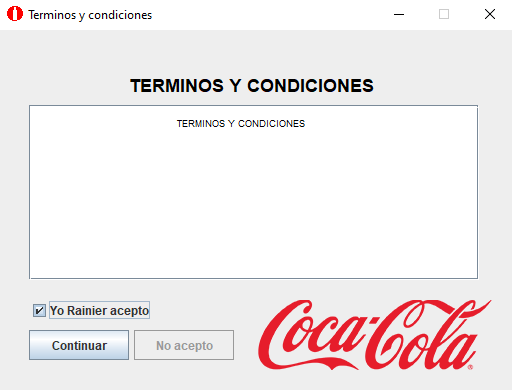 Terminos y condiciones
TERMINOS Y CONDICIONES
TERMINOS Y CONDICIONES
Yo Rainier acepto
Continuar
No acepto
Coca-Cola®